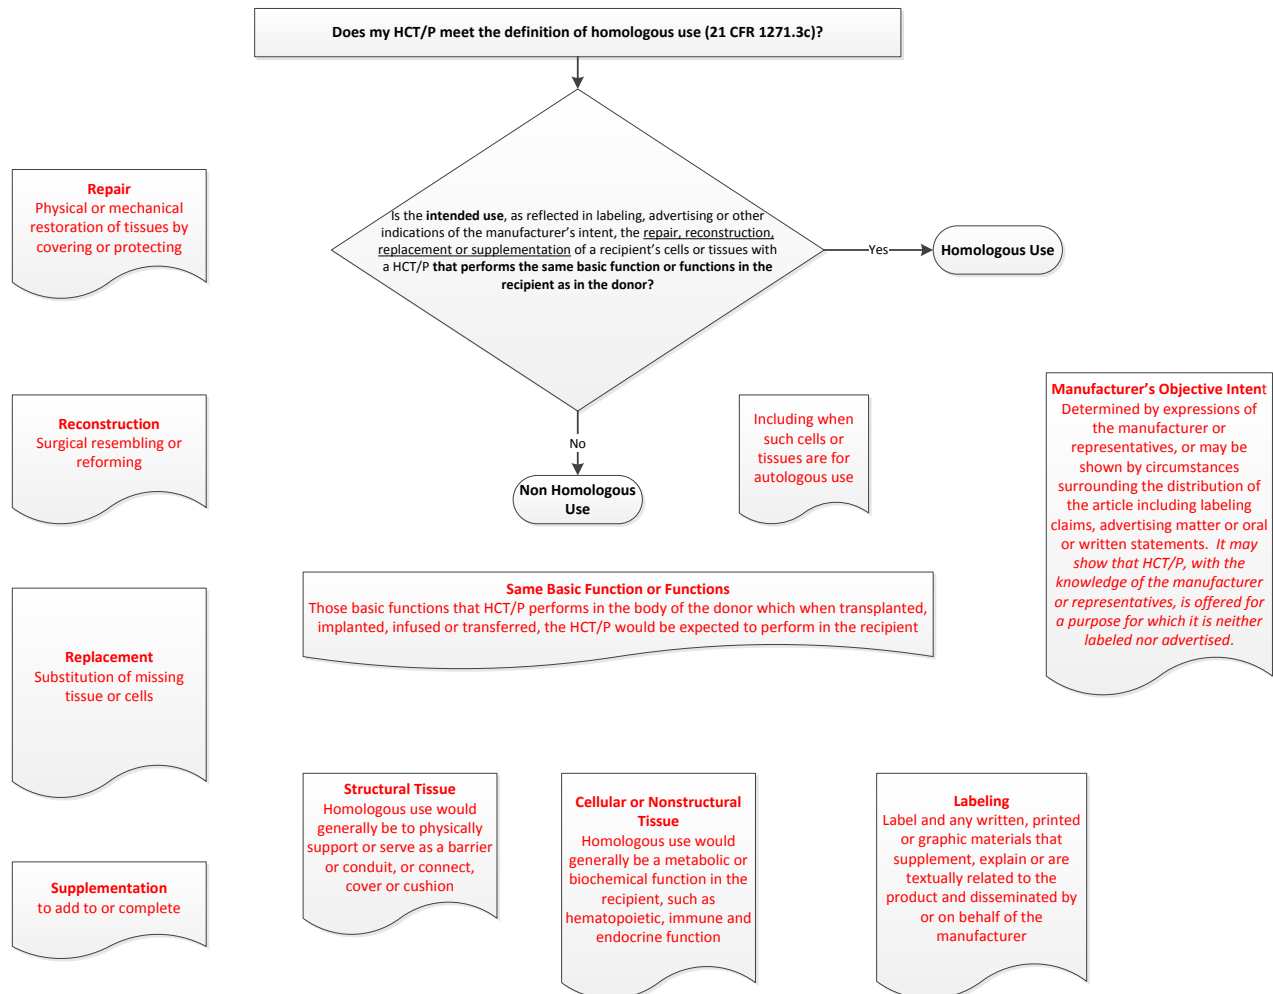 Does my HCT/P meet the definition of homologous use (21 CFR 1271.3c)?
Is the intended use, as reflected in labeling, advertising or other
indications of the manufacturer's intent, the repair, reconstruction,
replacement or supplementation of a recipient's cells or tissues with
a HCT/P that performs the same basic function or functions in the
recipient as in the donor?
Yes
Homologous Use
No
Non Homologous
Use
Repair
Physical or mechanical
restoration of tissues by
covering or protecting
Reconstruction
Surgical resembling or
reforming
Replacement
Substitution of missing
tissue or cells
Supplementation
to add to or complete
Including when
such cells or
tissues are for
autologous use
Manufacturer's Objective Intent
Determined by expressions of
the manufacturer or
representatives, or may be
shown by circumstances
surrounding the distribution of
the article including labeling
claims, advertising matter or oral
or written statements. It may
show that HCT/P, with the
knowledge of the manufacturer
or representatives, is offered for
a purpose for which it is neither
labeled nor advertised.
Same Basic Function or Functions
Those basic functions that HCT/P performs in the body of the donor which when transplanted,
implanted, infused or transferred, the HCT/P would be expected to perform in the recipient
Structural Tissue
Homologous use would
generally be to physically
support or serve as a barrier
or conduit, or connect,
cover or cushion
Cellular or Nonstructural
Tissue
Homologous use would
generally be a metabolic or
biochemical function in the
recipient, such as
hematopoietic, immune and
endocrine function
Labeling
Label and any written, printed
or graphic materials that
supplement, explain or are
textually related to the
product and disseminated by
or on behalf of the
manufacturer